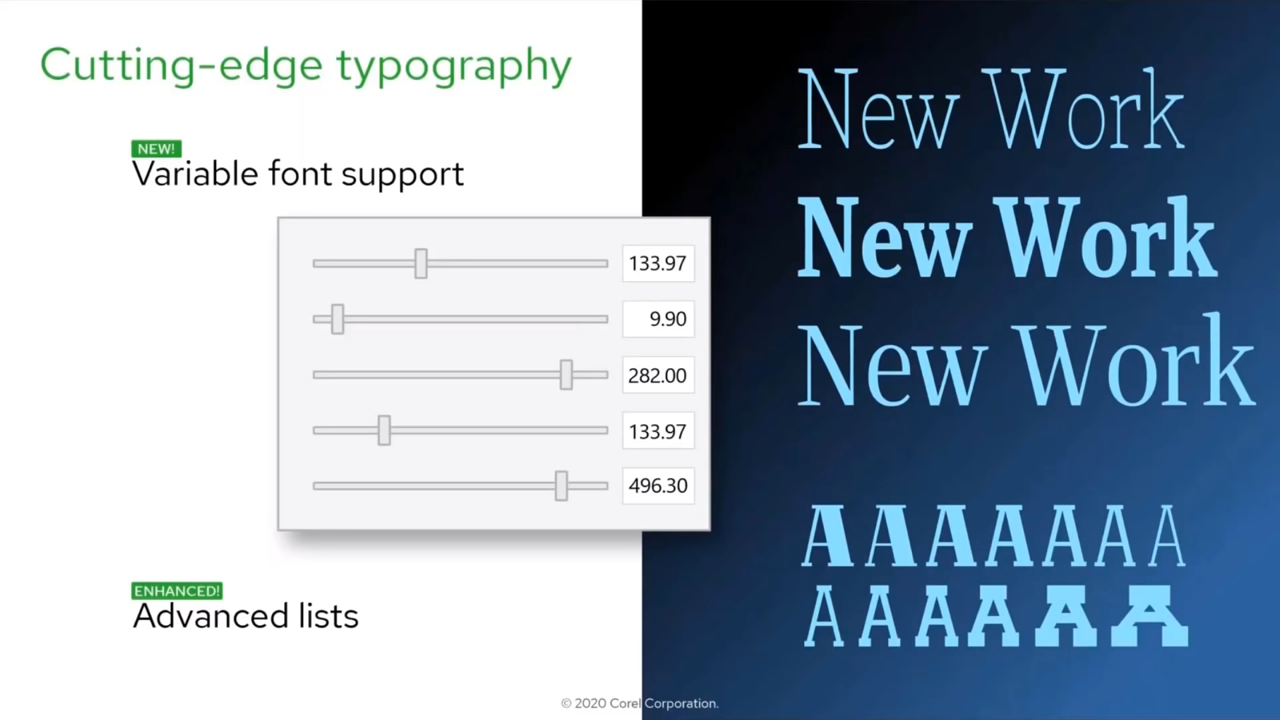 Cutting-edge typography
NEW!
Variable font support
133.97
9.90
282.00
133.97
496.30
ENHANCED!
Advanced lists
New Work
New Work
New Work
AAAAAAA
AAAAAA
© 2020 Corel Corporation.